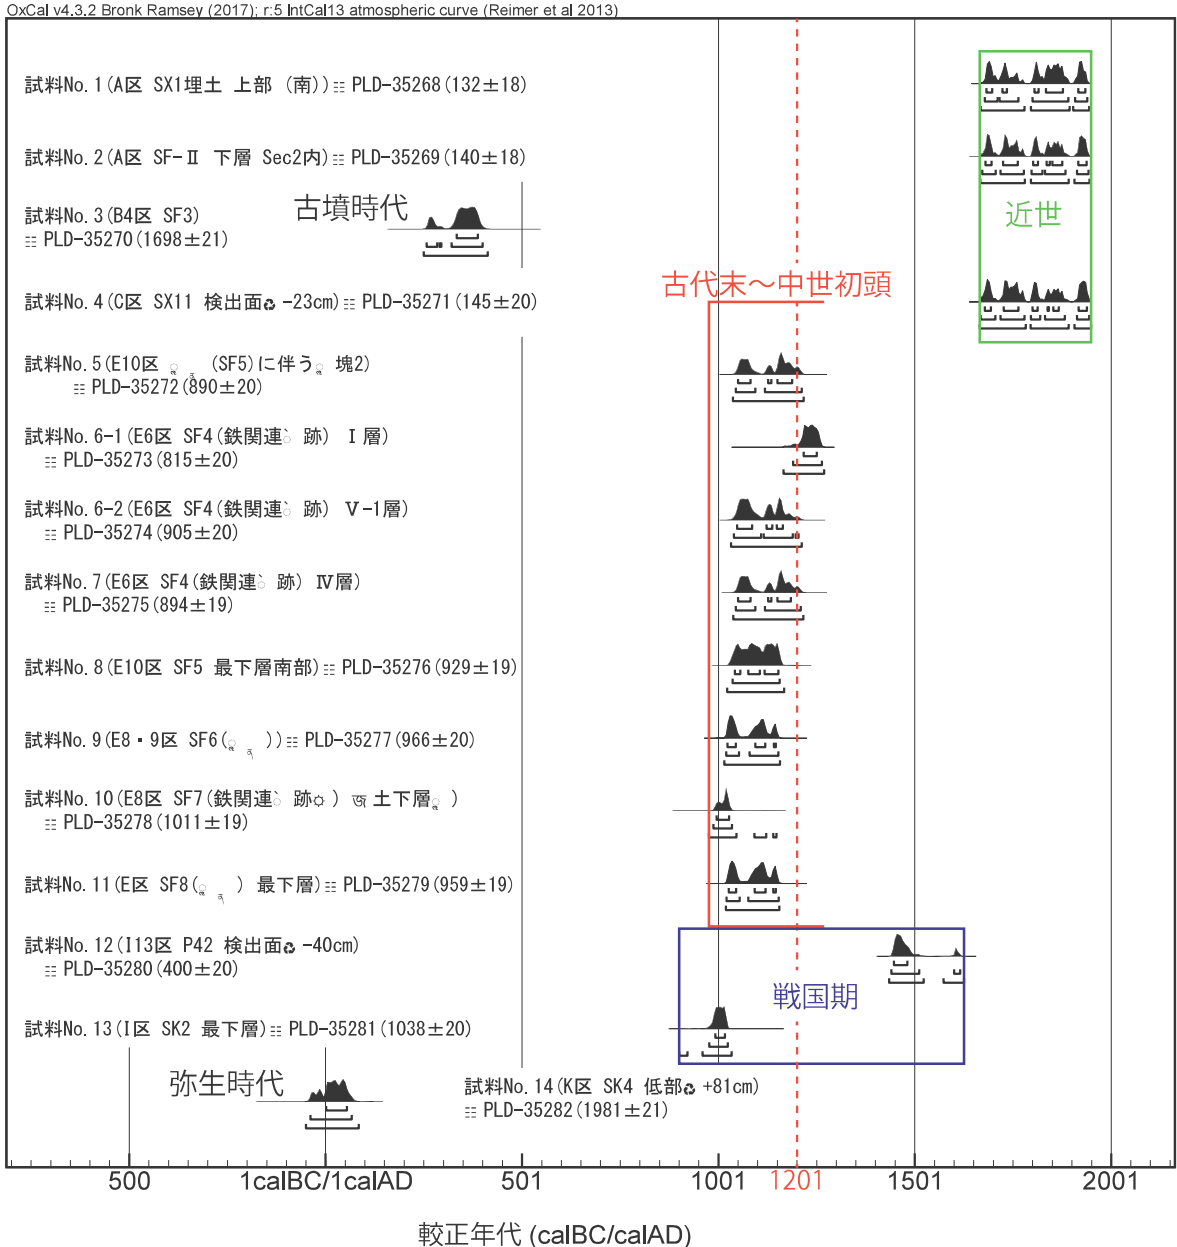 OxCal v4.3.2 Bronk Ramsey (2017); r:5 IntCal13 atmospheric curve (Reimer et al 2013)
試料No. 1 (A区 SX1埋土 上部 (南)) PLD-35268 (132±18)
試料No. 2 (A区 SF-Ⅱ 下層 Sec2内) PLD-35269 (140±18)
試料No. 3 (B4区 SF3)
PLD-35270 (1698±21)
古墳時代
近世
古代末～中世初頭
試料No. 4 (C区 SX11 検出面 -23cm) PLD-35271 (145±20)
試料No. 5 (E10区 (SF5)に伴う 塊2)
PLD-35272 (890±20)
試料No. 6-1 (E6区 SF4 (鉄関連 跡) Ⅰ層)
PLD-35273 (815±20)
試料No. 6-2 (E6区 SF4 (鉄関連 跡) Ⅴ-1層)
PLD-35274 (905±20)
試料No. 7 (E6区 SF4 (鉄関連 跡) Ⅳ層)
PLD-35275 (894±19)
試料No. 8 (E10区 SF5 最下層南部) PLD-35276 (929±19)
試料No. 9 (E8・9区 SF6 ( )) PLD-35277 (966±20)
試料No. 10 (E8区 SF7 (鉄関連 跡 ) 土下層 )
PLD-35278 (1011±19)
試料No. 11 (E区 SF8 ( ) 最下層) PLD-35279 (959±19)
試料No. 12 (I13区 P42 検出面 -40cm)
PLD-35280 (400±20)
戦国期
試料No. 13 (I区 SK2 最下層) PLD-35281 (1038±20)
弥生時代
試料No. 14 (K区 SK4 低部 +81cm)
PLD-35282 (1981±21)
500 1calBC/1calAD 501 1001 1201 1501 2001
較正年代 (calBC/calAD)